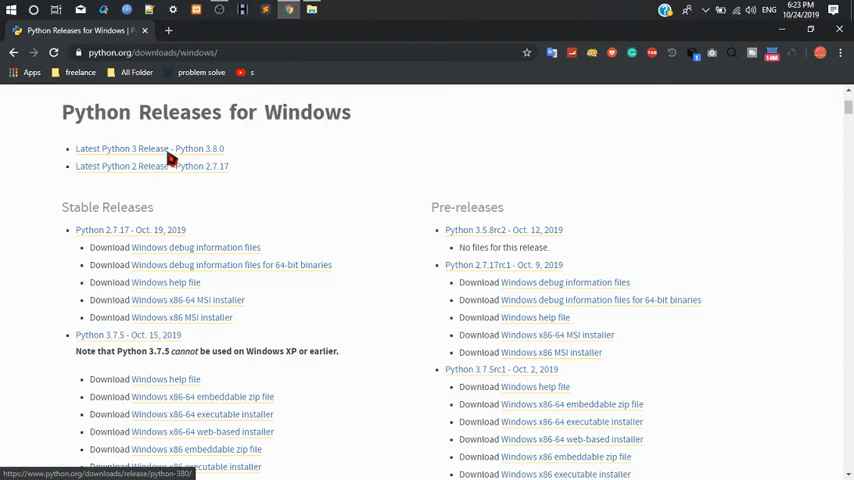 6:23 PM
ENG
10/24/2019
Python Releases for Windows | Py
python.org/downloads/windows/
Apps
freelance
All Folder
problem solve
s
14M
Python Releases for Windows
Latest Python 3 Release - Python 3.8.0
Latest Python 2 Release - Python 2.7.17
Stable Releases
Python 2.7.17 - Oct. 19, 2019
Download Windows debug information files
Download Windows debug information files for 64-bit binaries
Download Windows help file
Download Windows x86-64 MSI installer
Download Windows x86 MSI installer
Python 3.7.5 - Oct. 15, 2019
Note that Python 3.7.5 cannot be used on Windows XP or earlier.
Download Windows help file
Download Windows x86-64 embeddable zip file
Download Windows x86-64 executable installer
Download Windows x86-64 web-based installer
Download Windows x86 embeddable zip file
Download Windows x86 executable installer
Pre-releases
Python 3.5.8rc2 - Oct. 12, 2019
No files for this release.
Python 2.7.17rc1 - Oct. 9, 2019
Download Windows debug information files
Download Windows debug information files for 64-bit binaries
Download Windows help file
Download Windows x86-64 MSI installer
Download Windows x86 MSI installer
Python 3.7.5rc1 - Oct. 2, 2019
Download Windows help file
Download Windows x86-64 embeddable zip file
Download Windows x86-64 executable installer
Download Windows x86-64 web-based installer
Download Windows x86 embeddable zip file
Download Windows x86 executable installer
https://www.python.org/downloads/release/python-380/